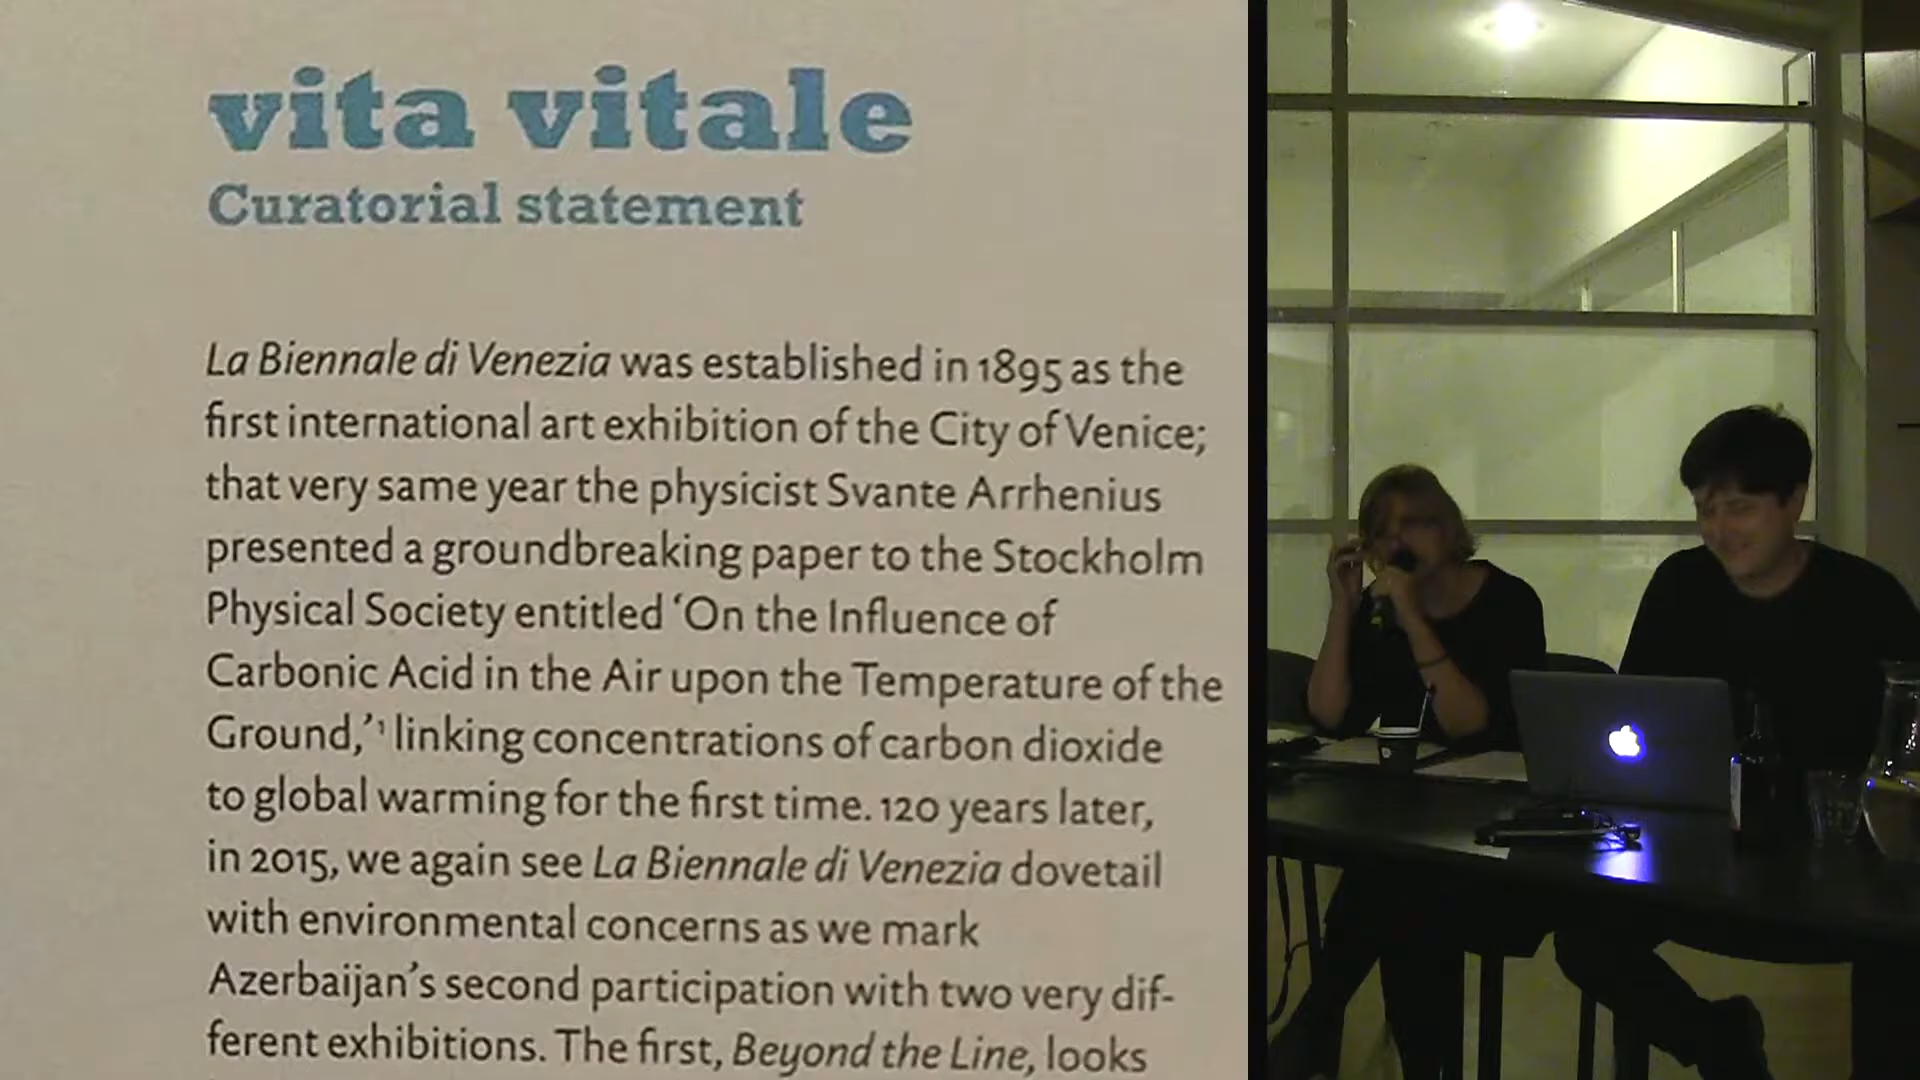 vita vitale
Curatorial statement
La Biennale di Venezia was established in 1895 as the
first international art exhibition of the City of Venice;
that very same year the physicist Svante Arrhenius
presented a groundbreaking paper to the Stockholm
Physical Society entitled ‘On the Influence of
Carbonic Acid in the Air upon the Temperature of the
Ground,’¹ linking concentrations of carbon dioxide
to global warming for the first time. 120 years later,
in 2015, we again see La Biennale di Venezia dovetail
with environmental concerns as we mark
Azerbaijan’s second participation with two very dif-
ferent exhibitions. The first, Beyond the Line, looks